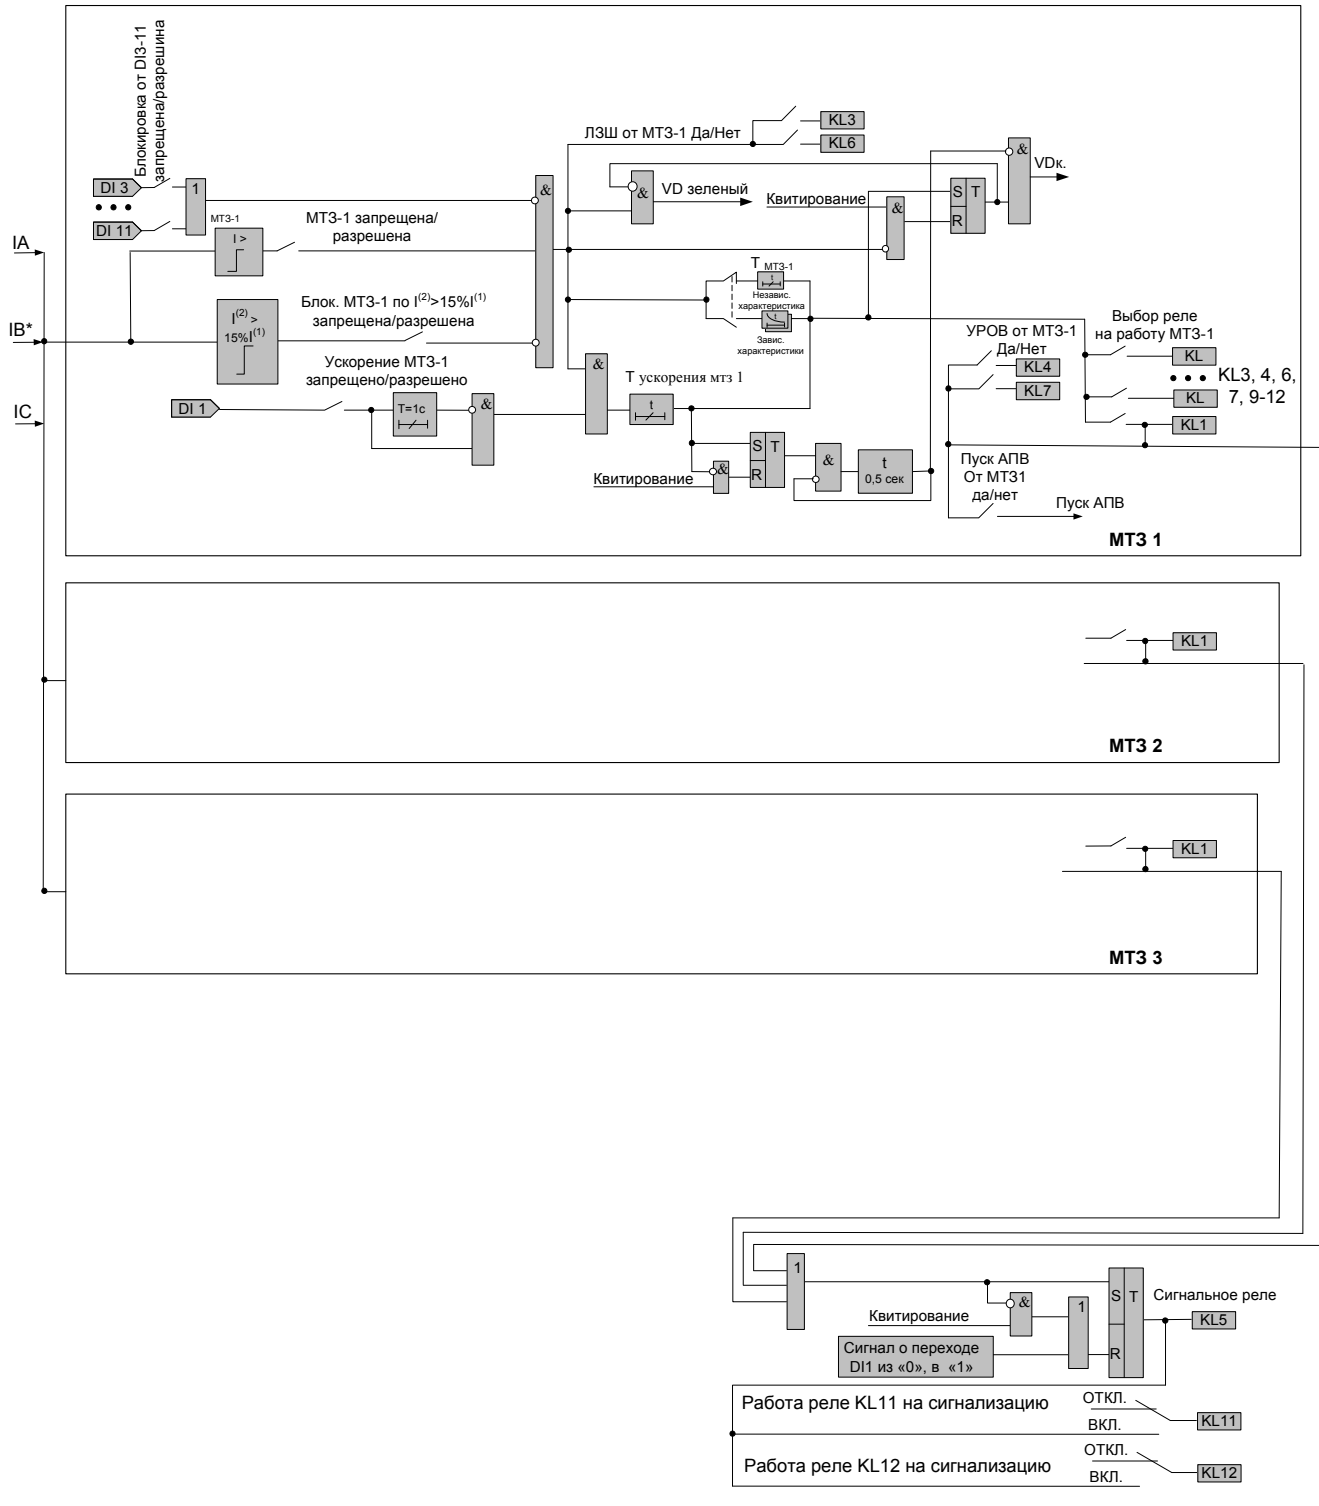 Блокировка от DI3-11
запрещена/разрешина
DI 3
• • •
DI 11
1
МТЗ-1
I >
МТЗ-1 запрещена/
разрешена
IA
IB*
IC
I(2) >
15%I(1)
Блок. МТЗ-1 по I(2)>15%I(1)
запрещена/разрешена
Ускорение МТЗ-1
запрещено/разрешено
DI 1
T=1c
&
&
ЛЗШ от МТЗ-1 Да/Нет
KL3
KL6
&
VD зеленый
Квитирование
&
S T
R
&
VDк.
T МТЗ-1
t
Независ.
характеристика
Завис.
характеристики
&
T ускорения мтз 1
t
Квитирование
&
S T
R
&
t
0,5 сек
УРОВ от МТЗ-1
Да/Нет
KL4
KL7
Выбор реле
на работу МТЗ-1
KL
• • • KL3, 4, 6,
7, 9-12
KL
KL1
Пуск АПВ
От МТЗ1
да/нет
Пуск АПВ
МТЗ 1
KL1
МТЗ 2
KL1
МТЗ 3
1
Квитирование
&
1
Сигнал о переходе
DI1 из «0», в «1»
S T
R
Сигнальное реле
KL5
Работа реле KL11 на сигнализацию
ОТКЛ.
ВКЛ.
KL11
Работа реле KL12 на сигнализацию
ОТКЛ.
ВКЛ.
KL12